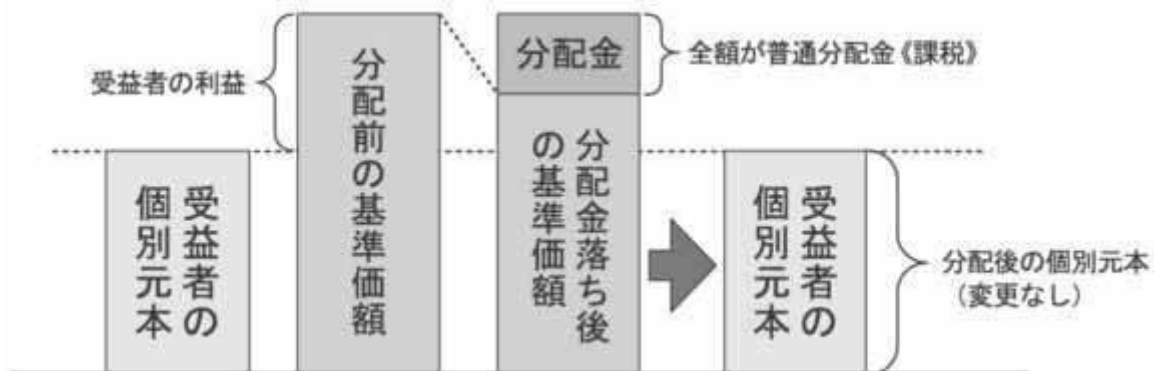 受益者の利益
受益者の
個別元本
分配前の基準価額
分配金
全額が普通分配金《課税》
分配金落ち後
の基準価額
受益者の
個別元本
分配後の個別元本
（変更なし）